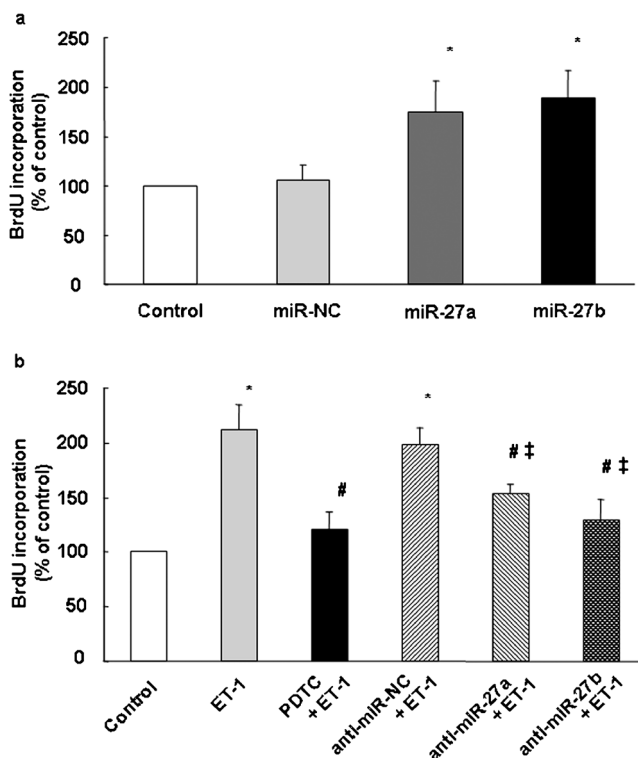 a
BrdU incorporation
(% of control)
250
200
150
100
50
0
*
*
Control
miR-NC
miR-27a
miR-27b
b
BrdU incorporation
(% of control)
250
200
150
100
50
0
*
#
*
# ‡
# ‡
Control
ET-1
PDTC
+ ET-1
anti-miR-NC
+ ET-1
anti-miR-27a
+ ET-1
anti-miR-27b
+ ET-1